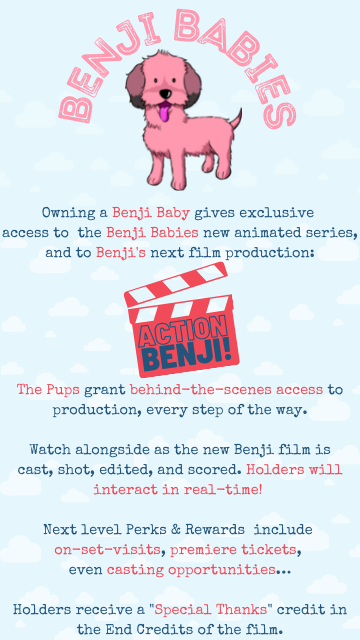 BENJI BABIES
Owning a Benji Baby gives exclusive
access to the Benji Babies new animated series,
and to Benji's next film production:
ACTION
BENJI!
The Pups grant behind-the-scenes access to
production, every step of the way.
Watch alongside as the new Benji film is
cast, shot, edited, and scored. Holders will
interact in real-time!
Next level Perks & Rewards include
on-set-visits, premiere tickets,
even casting opportunities...
Holders receive a "Special Thanks" credit in
the End Credits of the film.